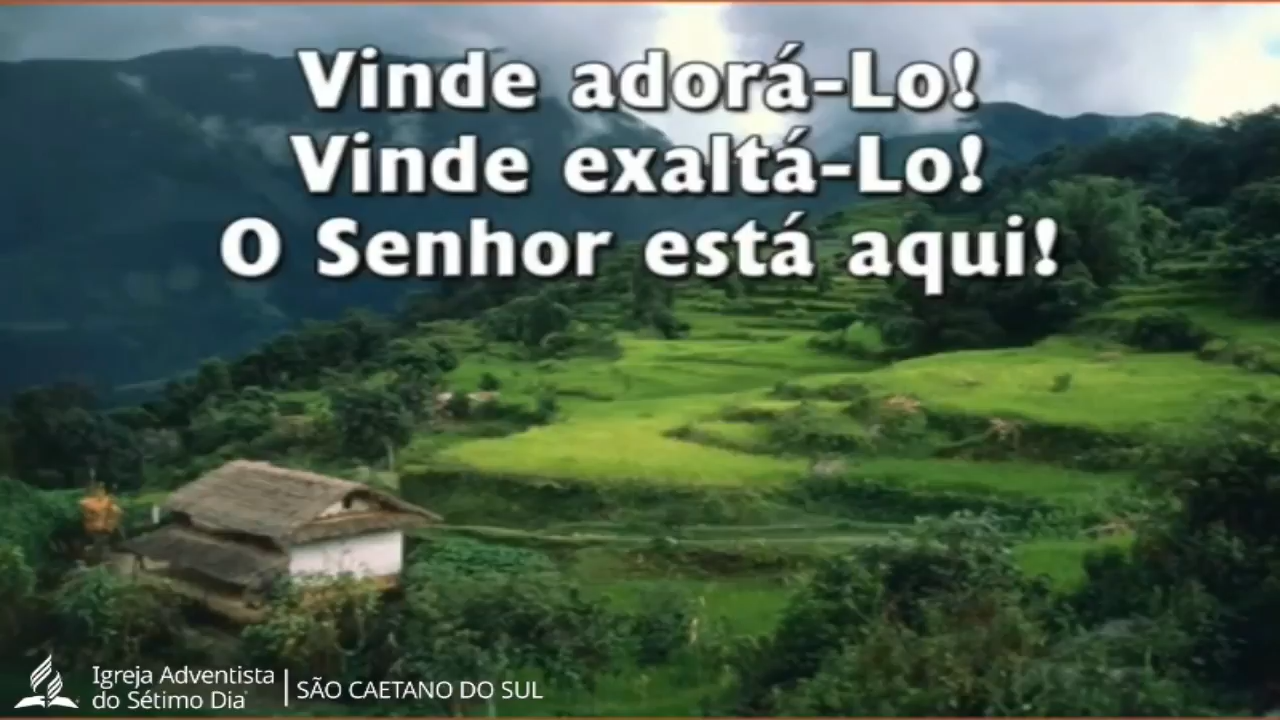 Vinde adorá-Lo!
Vinde exaltá-Lo!
O Senhor está aqui!
Igreja Adventista
do Sétimo Dia
SÃO CAETANO DO SUL